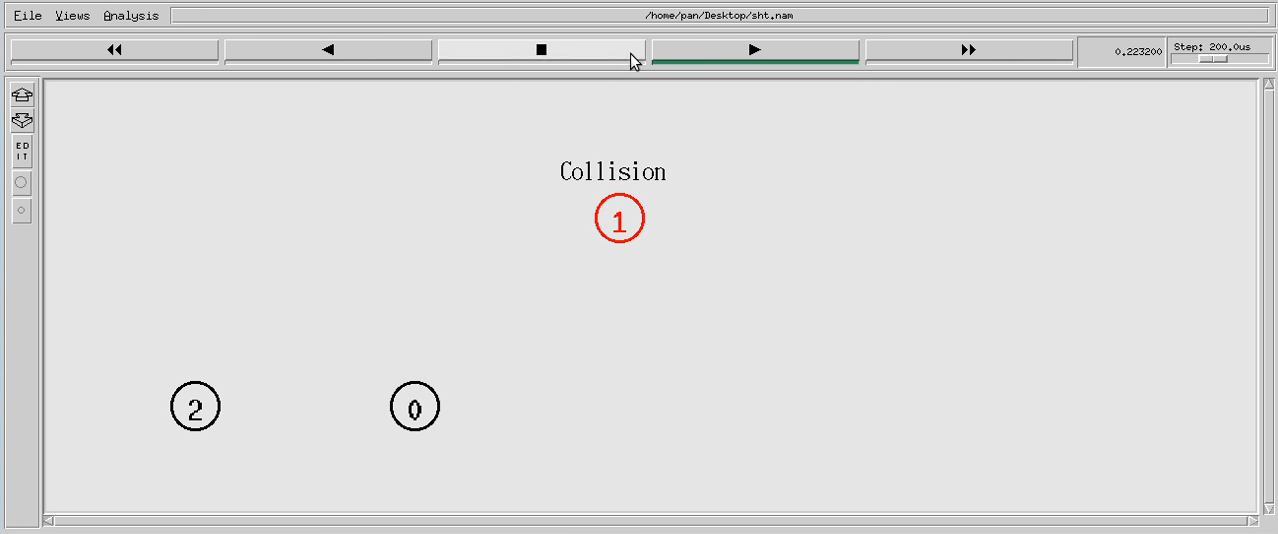 File Views Analysis /home/pan/Desktop/sht.nam
0.223200 Step: 200.0us
ED
IT
Collision
1
2 0